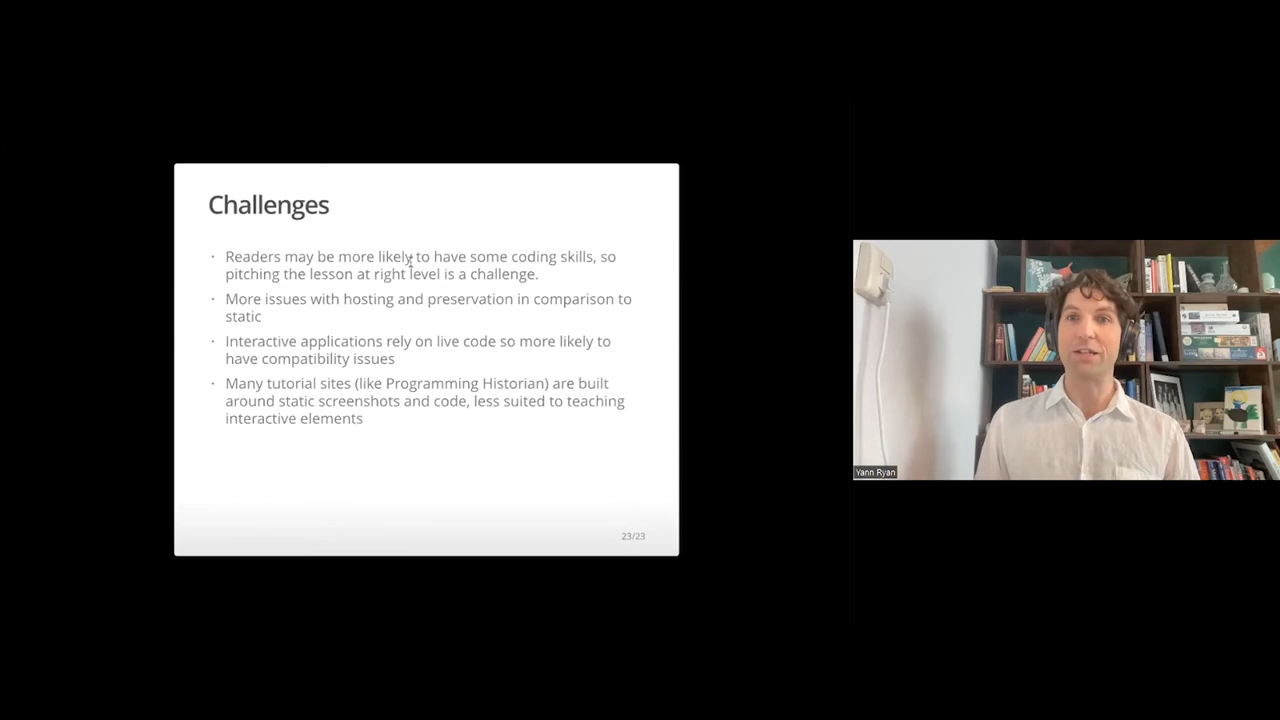 Challenges
· Readers may be more likely to have some coding skills, so
pitching the lesson at right level is a challenge.
· More issues with hosting and preservation in comparison to
static
· Interactive applications rely on live code so more likely to
have compatibility issues
· Many tutorial sites (like Programming Historian) are built
around static screenshots and code, less suited to teaching
interactive elements
23/23
Yann Ryan